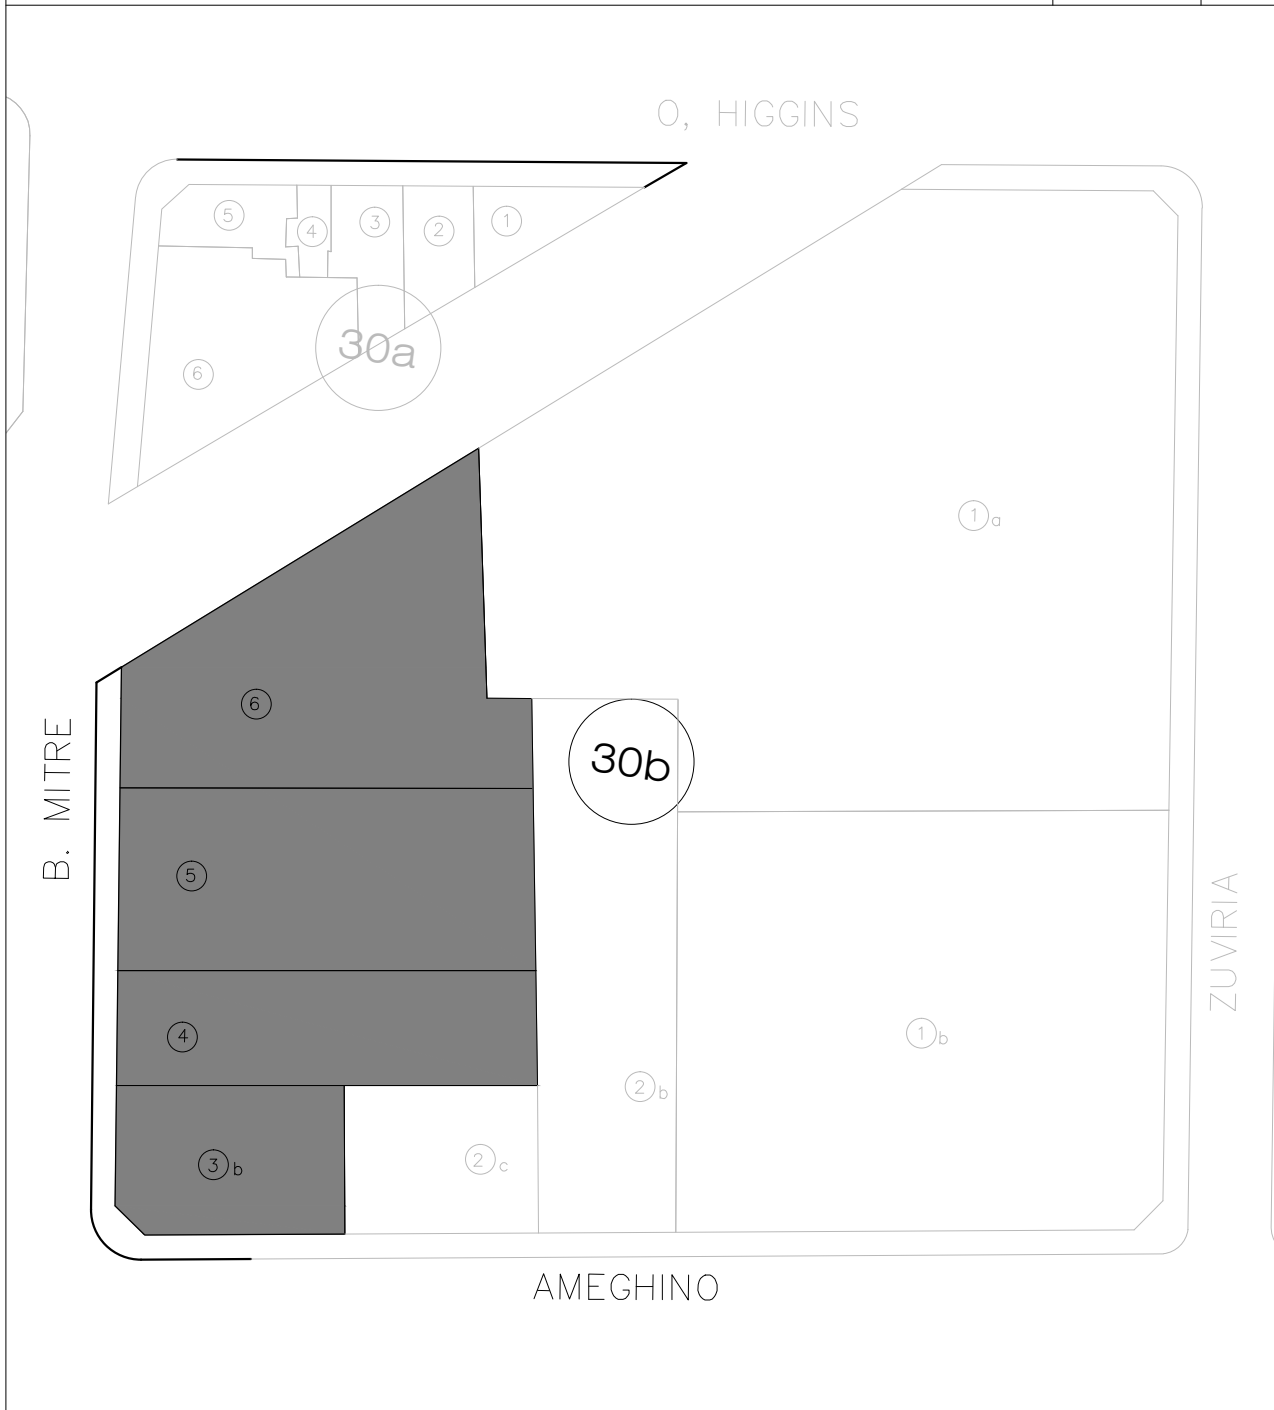 O, HIGGINS
5
4
3
2
1
30a
6
1a
6
30b
B. MITRE
5
ZUVIRIA
4
1b
2b
3b
2c
AMEGHINO